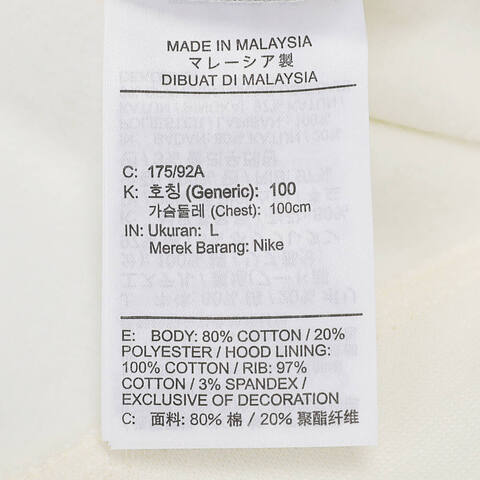 MADE IN MALAYSIA
マレーシア製
DIBUAT DI MALAYSIA
C: 175/92A
K: 호칭 (Generic): 100
가슴둘레 (Chest): 100cm
IN: Ukuran: L
Merek Barang: Nike
E: BODY: 80% COTTON / 20%
POLYESTER / HOOD LINING:
100% COTTON / RIB: 97%
COTTON / 3% SPANDEX /
EXCLUSIVE OF DECORATION
C: 面料: 80% 棉 / 20% 聚酯纤维